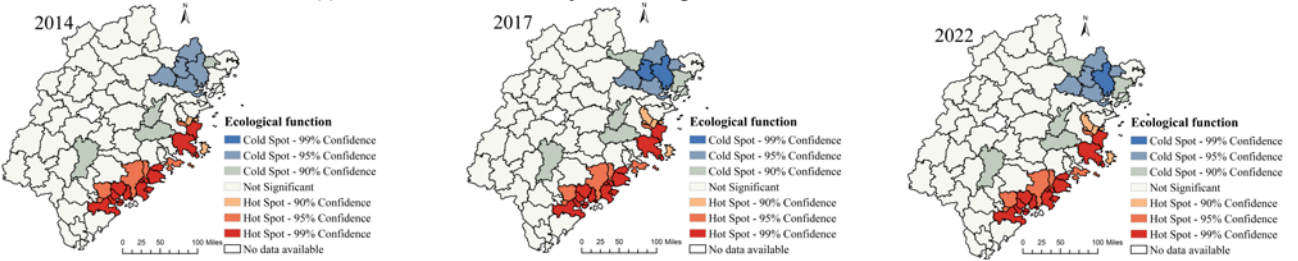 2014
N
Ecological function
Cold Spot - 99% Confidence
Cold Spot - 95% Confidence
Cold Spot - 90% Confidence
Not Significant
Hot Spot - 90% Confidence
Hot Spot - 95% Confidence
Hot Spot - 99% Confidence
No data available
0 25 50 100 Miles
2017
N
Ecological function
Cold Spot - 99% Confidence
Cold Spot - 95% Confidence
Cold Spot - 90% Confidence
Not Significant
Hot Spot - 90% Confidence
Hot Spot - 95% Confidence
Hot Spot - 99% Confidence
No data available
0 25 50 100 Miles
2022
N
Ecological function
Cold Spot - 99% Confidence
Cold Spot - 95% Confidence
Cold Spot - 90% Confidence
Not Significant
Hot Spot - 90% Confidence
Hot Spot - 95% Confidence
Hot Spot - 99% Confidence
No data available
0 25 50 100 Miles